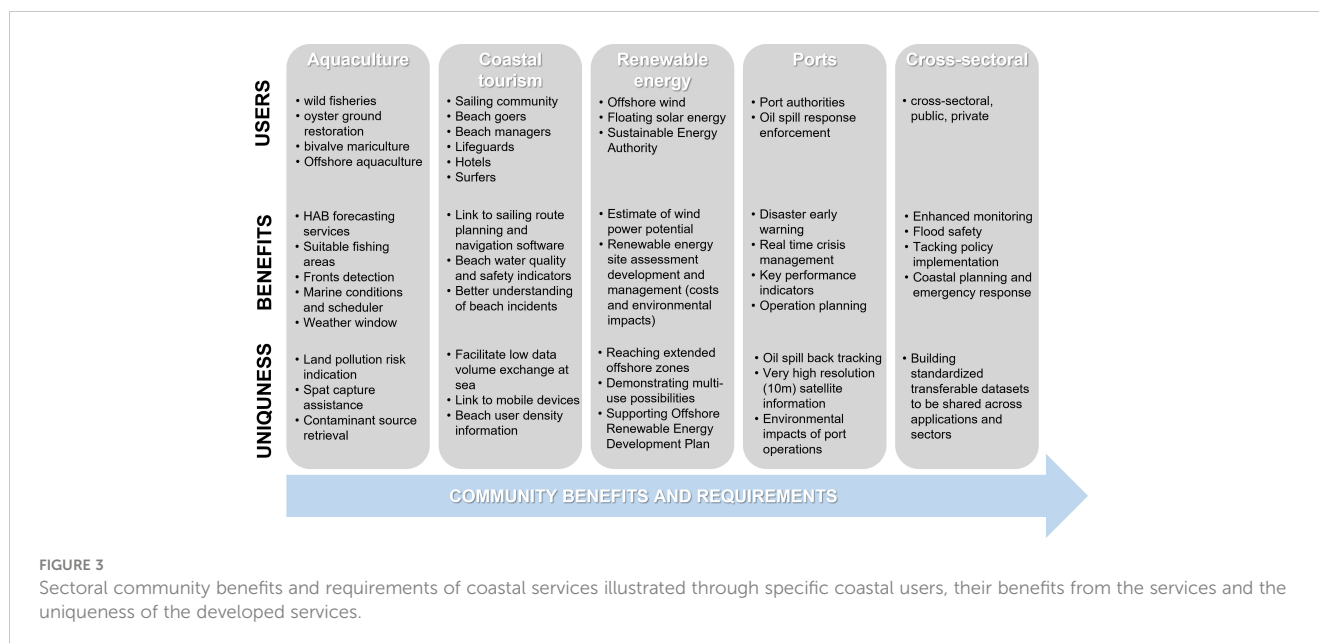 Aquaculture
Coastal
tourism
Renewable
energy
Ports
Cross-sectoral
USERS
• wild fisheries
• oyster ground
restoration
• bivalve mariculture
• Offshore aquaculture
• Sailing community
• Beach goers
• Beach managers
• Lifeguards
• Hotels
• Surfers
• Offshore wind
• Floating solar energy
• Sustainable Energy
Authority
• Port authorities
• Oil spill response
enforcement
• cross-sectoral,
public, private
BENEFITS
• HAB forecasting
services
• Suitable fishing
areas
• Fronts detection
• Marine conditions
and scheduler
• Weather window
• Link to sailing route
planning and
navigation software
• Beach water quality
and safety indicators
• Better understanding
of beach incidents
• Estimate of wind
power potential
• Renewable energy
site assessment
development and
management (costs
and environmental
impacts)
• Disaster early
warning
• Real time crisis
management
• Key performance
indicators
• Operation planning
• Enhanced monitoring
• Flood safety
• Tacking policy
implementation
• Coastal planning and
emergency response
UNIQUNESS
• Land pollution risk
indication
• Spat capture
assistance
• Contaminant source
retrieval
• Facilitate low data
volume exchange at
sea
• Link to mobile devices
• Beach user density
information
• Reaching extended
offshore zones
• Demonstrating multi-
use possibilities
• Supporting Offshore
Renewable Energy
Development Plan
• Oil spill back tracking
• Very high resolution
(10m) satellite
information
• Environmental
impacts of port
operations
• Building
standardized
transferable datasets
to be shared across
applications and
sectors
COMMUNITY BENEFITS AND REQUIREMENTS
FIGURE 3
Sectoral community benefits and requirements of coastal services illustrated through specific coastal users, their benefits from the services and the
uniqueness of the developed services.